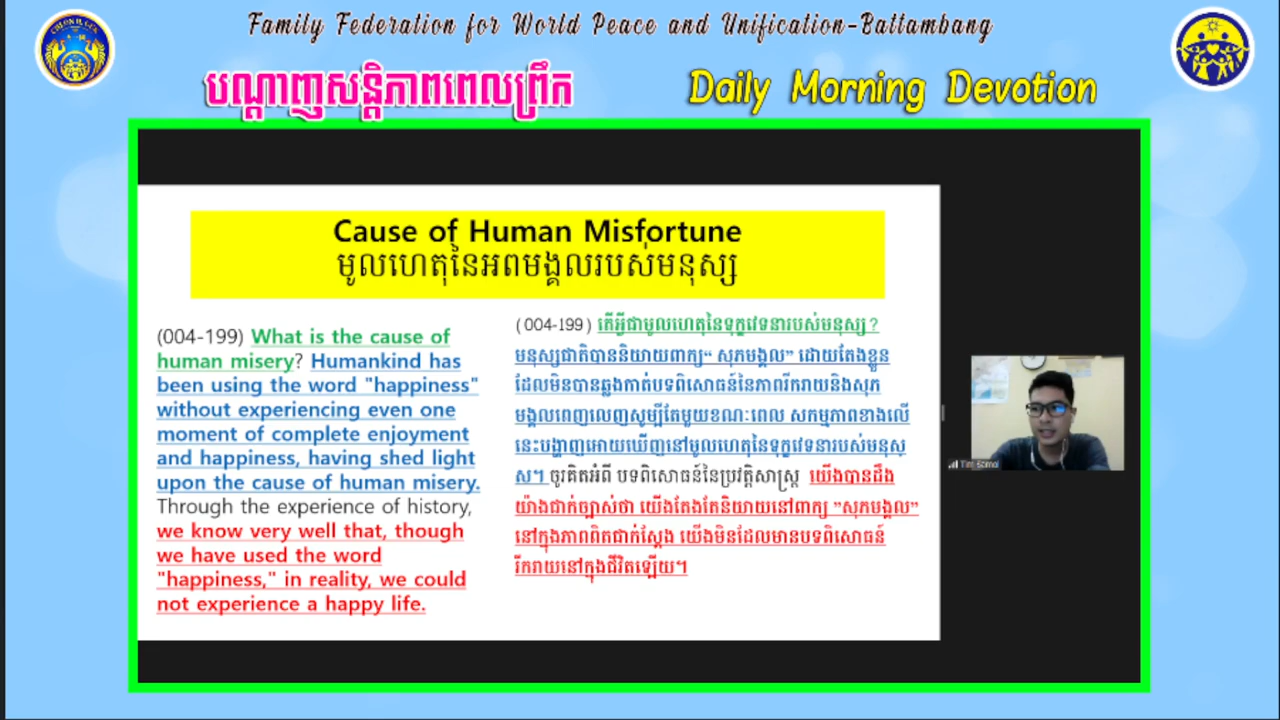 Family Federation for World Peace and Unification-Battambang
បណ្តាញសន្តិភាពពេលព្រឹក
Daily Morning Devotion
Cause of Human Misfortune
មូលហេតុនៃអពមង្គលរបស់មនុស្ស
(004-199) What is the cause of
human misery? Humankind has
been using the word "happiness"
without experiencing even one
moment of complete enjoyment
and happiness, having shed light
upon the cause of human misery.
Through the experience of history,
we know very well that, though
we have used the word
"happiness," in reality, we could
not experience a happy life.
( 004-199 ) តើអ្វីជាមូលហេតុនៃទុក្ខវេទនារបស់មនុស្ស?
មនុស្សជាតិបាននិយាយពាក្យ“ សុភមង្គល” ដោយតែងខ្លួន
ដែលមិនបានឆ្លងកាត់បទពិសោធន៍នៃភាពរីករាយនិងសុភ
មង្គលពេញលេញសូម្បីតែមួយខណៈពេល សកម្មភាពខាងលើ
នេះបង្ហាញអោយឃើញនៅមូលហេតុនៃទុក្ខវេទនារបស់មនុស្
ស។ ចូរគិតអំពី បទពិសោធន៍នៃប្រវត្តិសាស្រ្ត យើងបានដឹង
យ៉ាងជាក់ច្បាស់ថា យើងតែងតែនិយាយនៅពាក្យ ”សុភមង្គល”
នៅក្នុងភាពពិតជាក់ស្តែង យើងមិនដែលមានបទពិសោធន៍
រីករាយនៅក្នុងជីវិតឡើយ។